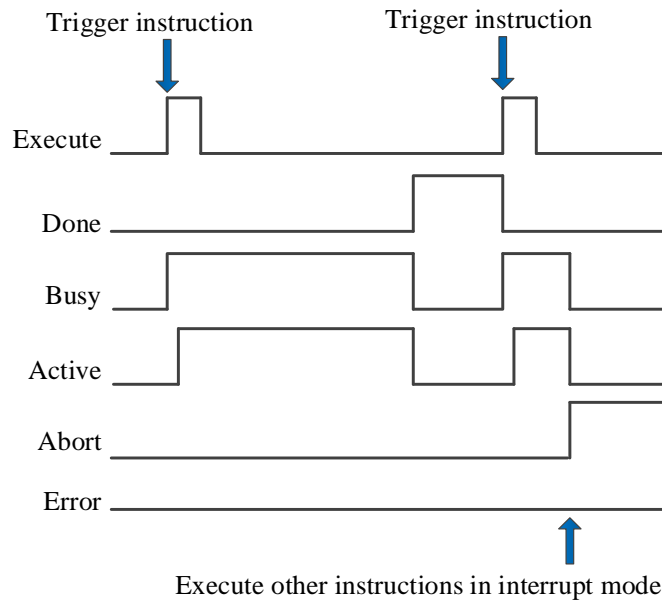 Trigger instruction Trigger instruction
Execute
Done
Busy
Active
Abort
Error
Execute other instructions in interrupt mode